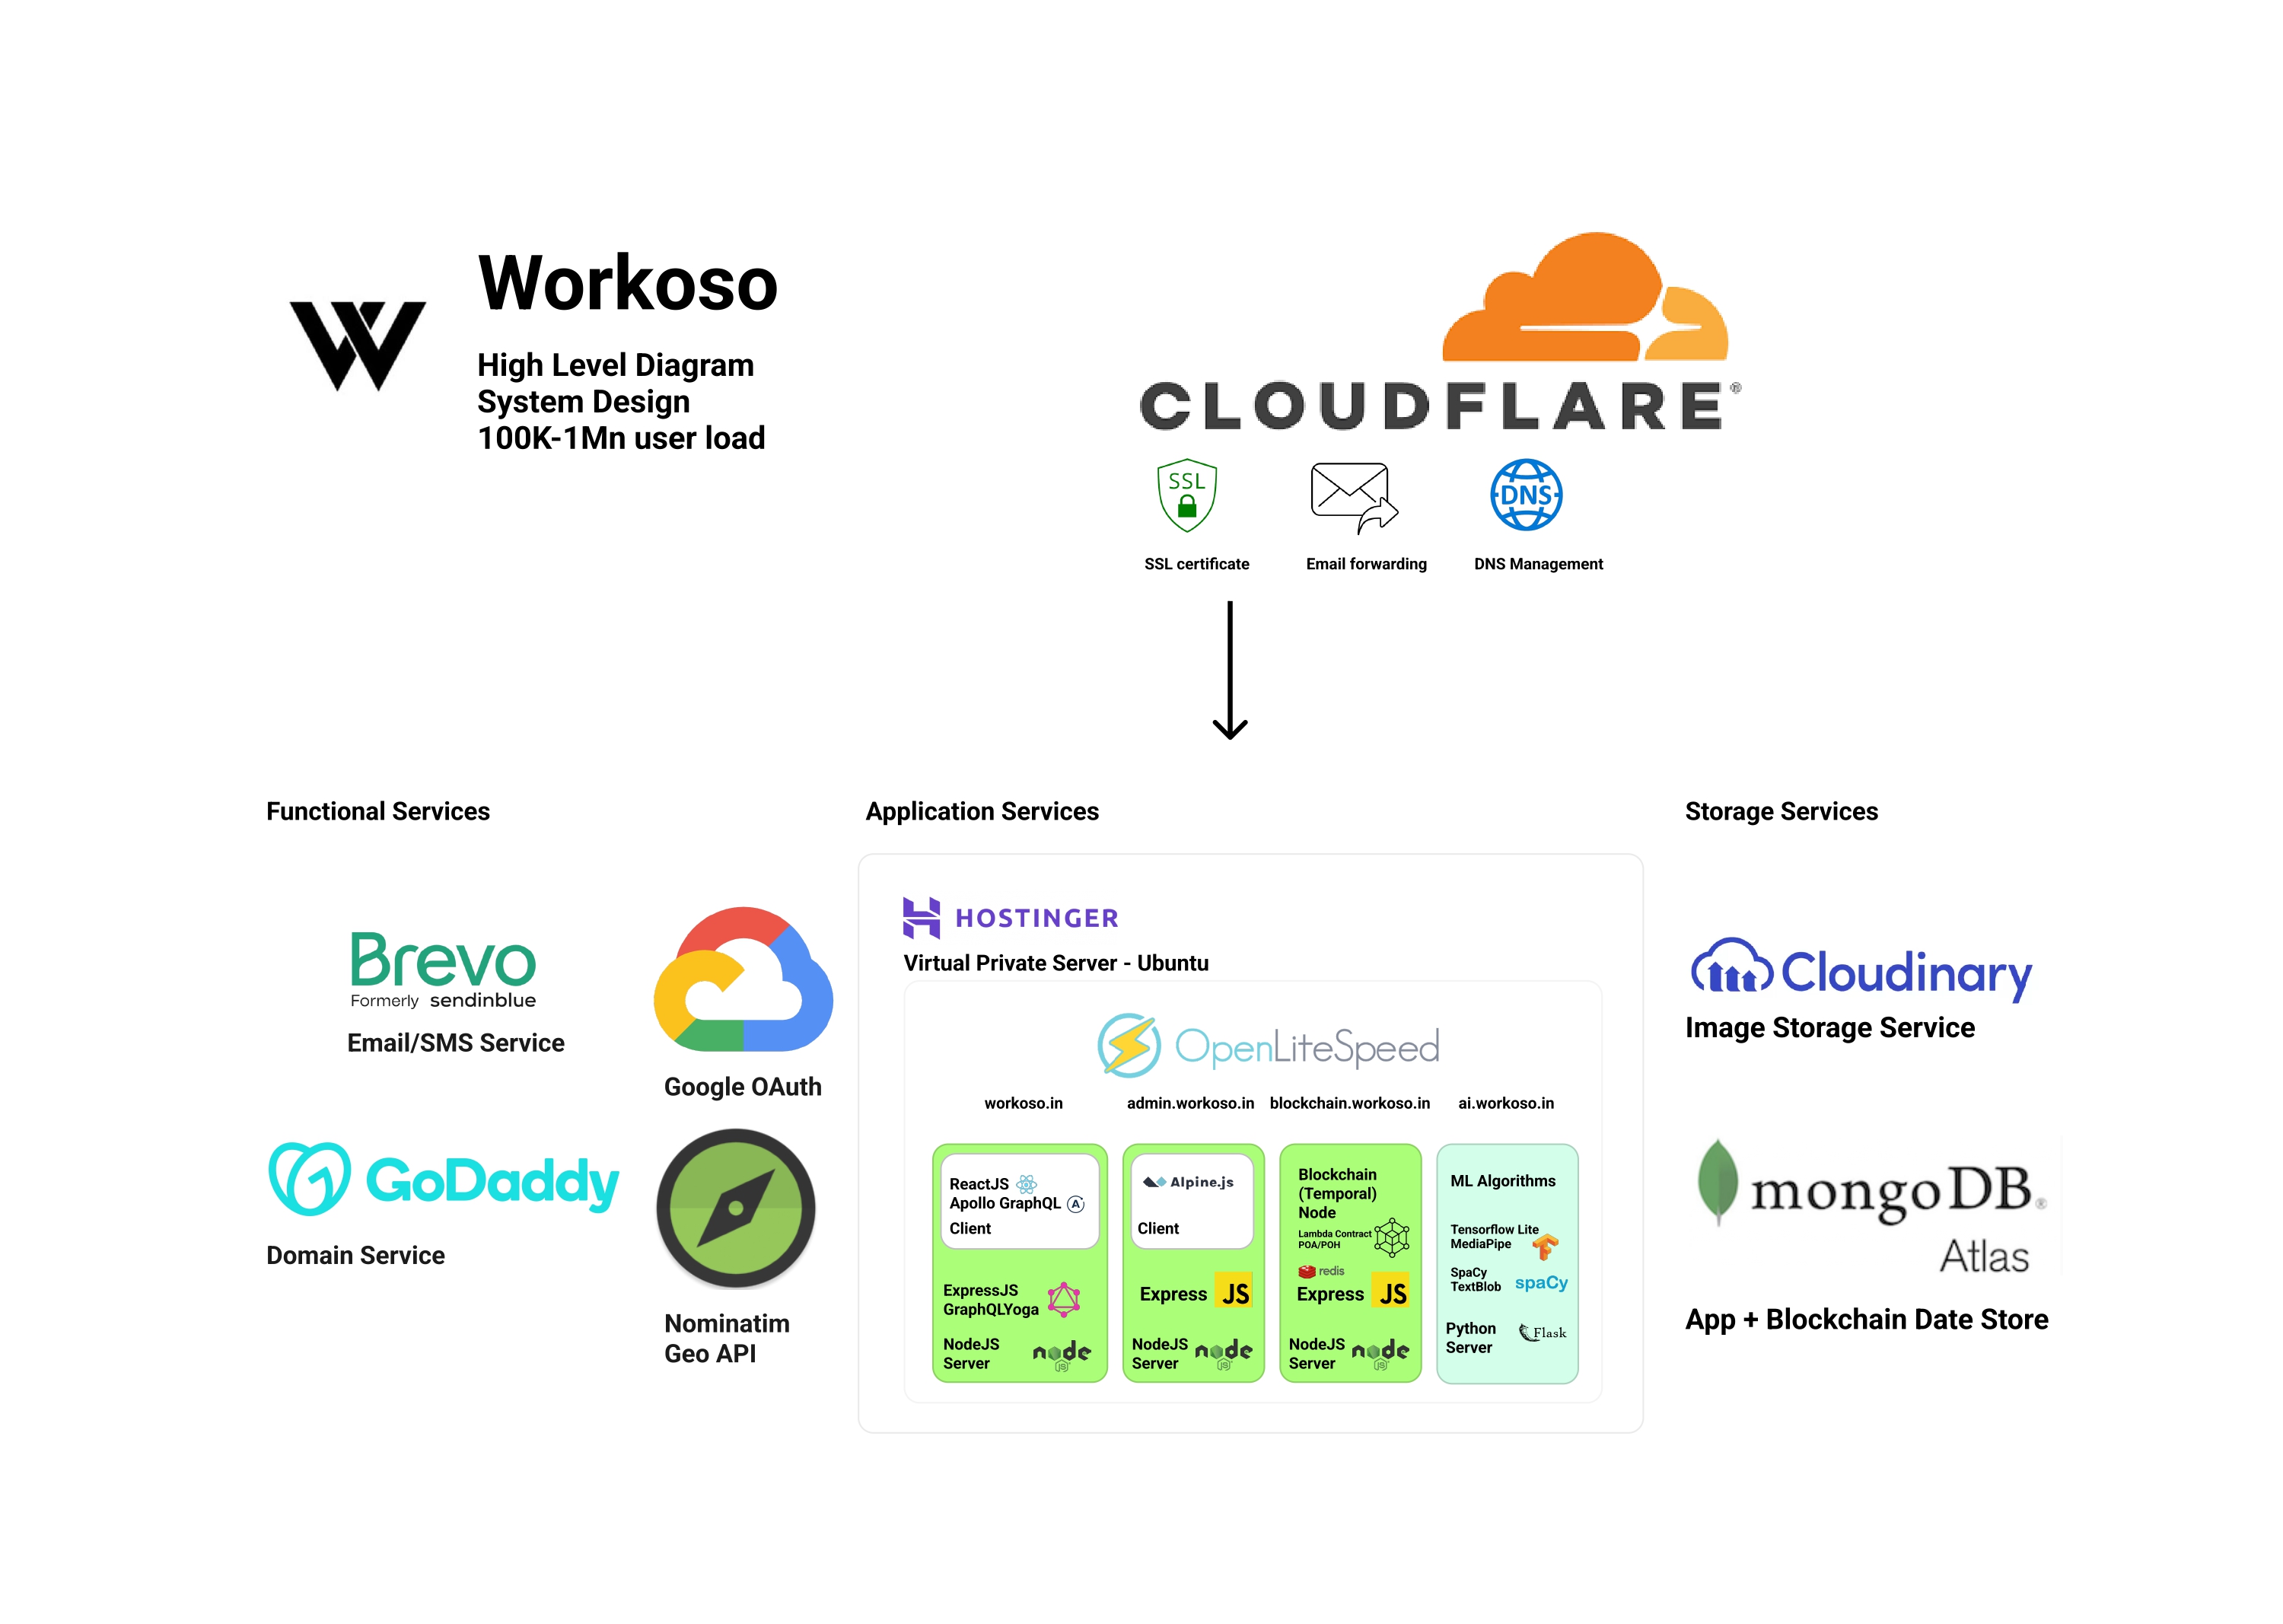 Workoso
High Level Diagram
System Design
100K-1Mn user load
CLOUDFLARE®
SSL
DNS
SSL certificate
Email forwarding
DNS Management
Functional Services
Brevo
Formerly sendinblue
Email/SMS Service
Google OAuth
GoDaddy
Domain Service
Nominatim
Geo API
Application Services
HOSTINGER
Virtual Private Server - Ubuntu
OpenLiteSpeed
workoso.in
admin.workoso.in
blockchain.workoso.in
ai.workoso.in
ReactJS
Apollo GraphQL A
Client
ExpressJS
GraphQLYoga
NodeJS
Server
node
JS
Alpine.js
Client
Express JS
NodeJS
Server
node
JS
Blockchain
(Temporal)
Node
Lambda Contract
POA/POH
redis
Express JS
NodeJS
Server
node
JS
ML Algorithms
Tensorflow Lite
MediaPipe
SpaCy
TextBlob
spaCy
Python
Server
Flask
Storage Services
Cloudinary
Image Storage Service
mongoDB®
Atlas
App + Blockchain Date Store